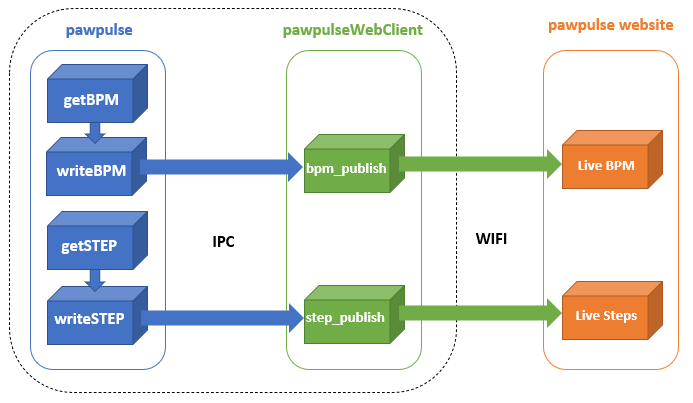 pawpulse
pawpulseWebClient
pawpulse website
getBPM
writeBPM
bpm_publish
Live BPM
getSTEP
IPC
WIFI
writeSTEP
step_publish
Live Steps